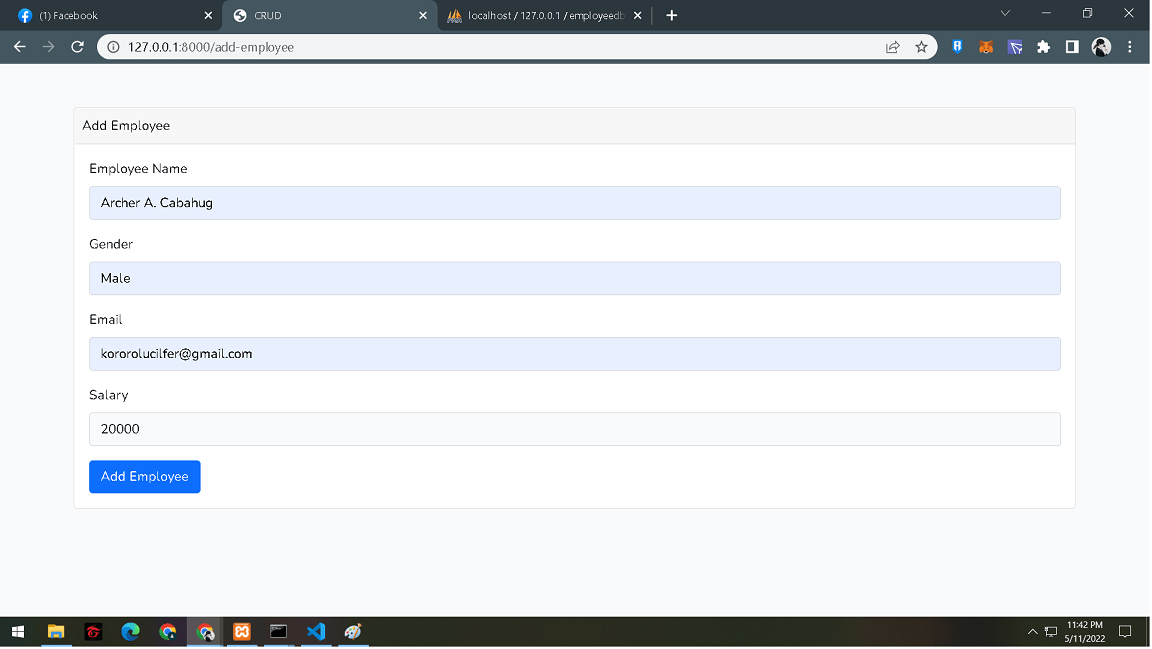 (1) Facebook
CRUD
localhost / 127.0.0.1 / employeedb
127.0.0.1:8000/add-employee
Add Employee
Employee Name
Archer A. Cabahug
Gender
Male
Email
kororolucilfer@gmail.com
Salary
20000
Add Employee
11:42 PM
5/11/2022